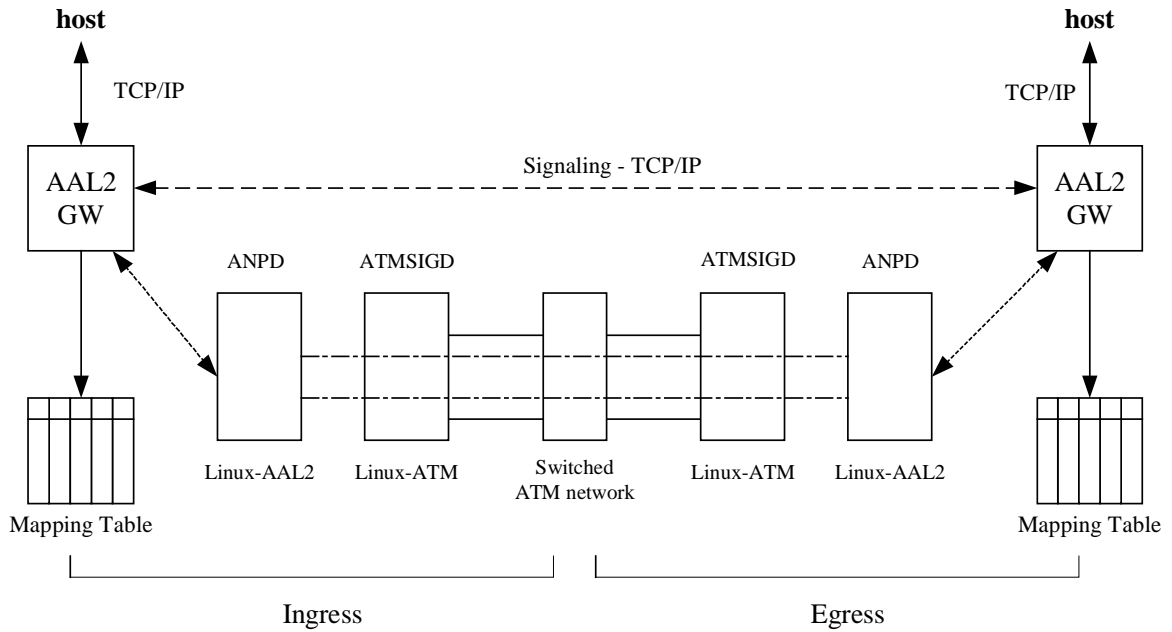 host
host
TCP/IP
TCP/IP
AAL2
GW
Signaling - TCP/IP
AAL2
GW
ANPD
ATMSIGD
ATMSIGD
ANPD
Linux-AAL2
Linux-ATM
Switched
ATM network
Linux-ATM
Linux-AAL2
Mapping Table
Mapping Table
Ingress
Egress